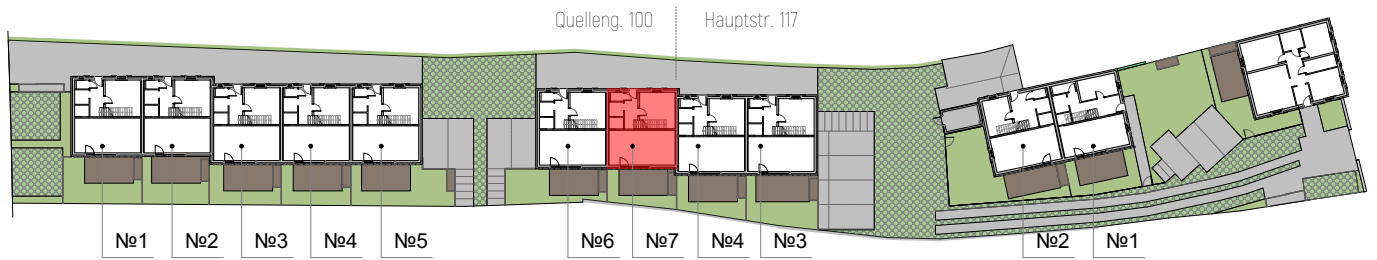 Quelleng. 100 Hauptstr. 117
№1 №2 №3 №4 №5 №6 №7 №4 №3 №2 №1